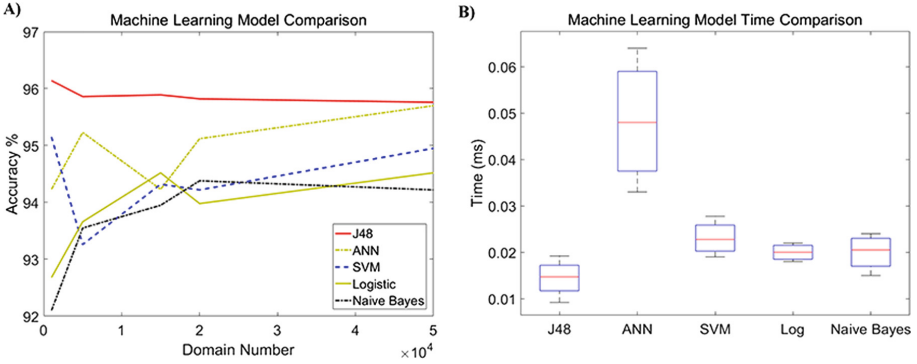 A)
Machine Learning Model Comparison
97
96
95
94
93
92
Accuracy %
0
1
2
3
4
5
×10⁴
Domain Number
J48
ANN
SVM
Logistic
Naive Bayes
B)
Machine Learning Model Time Comparison
0.06
0.05
0.04
0.03
0.02
0.01
Time (ms)
J48
ANN
SVM
Log
Naive Bayes